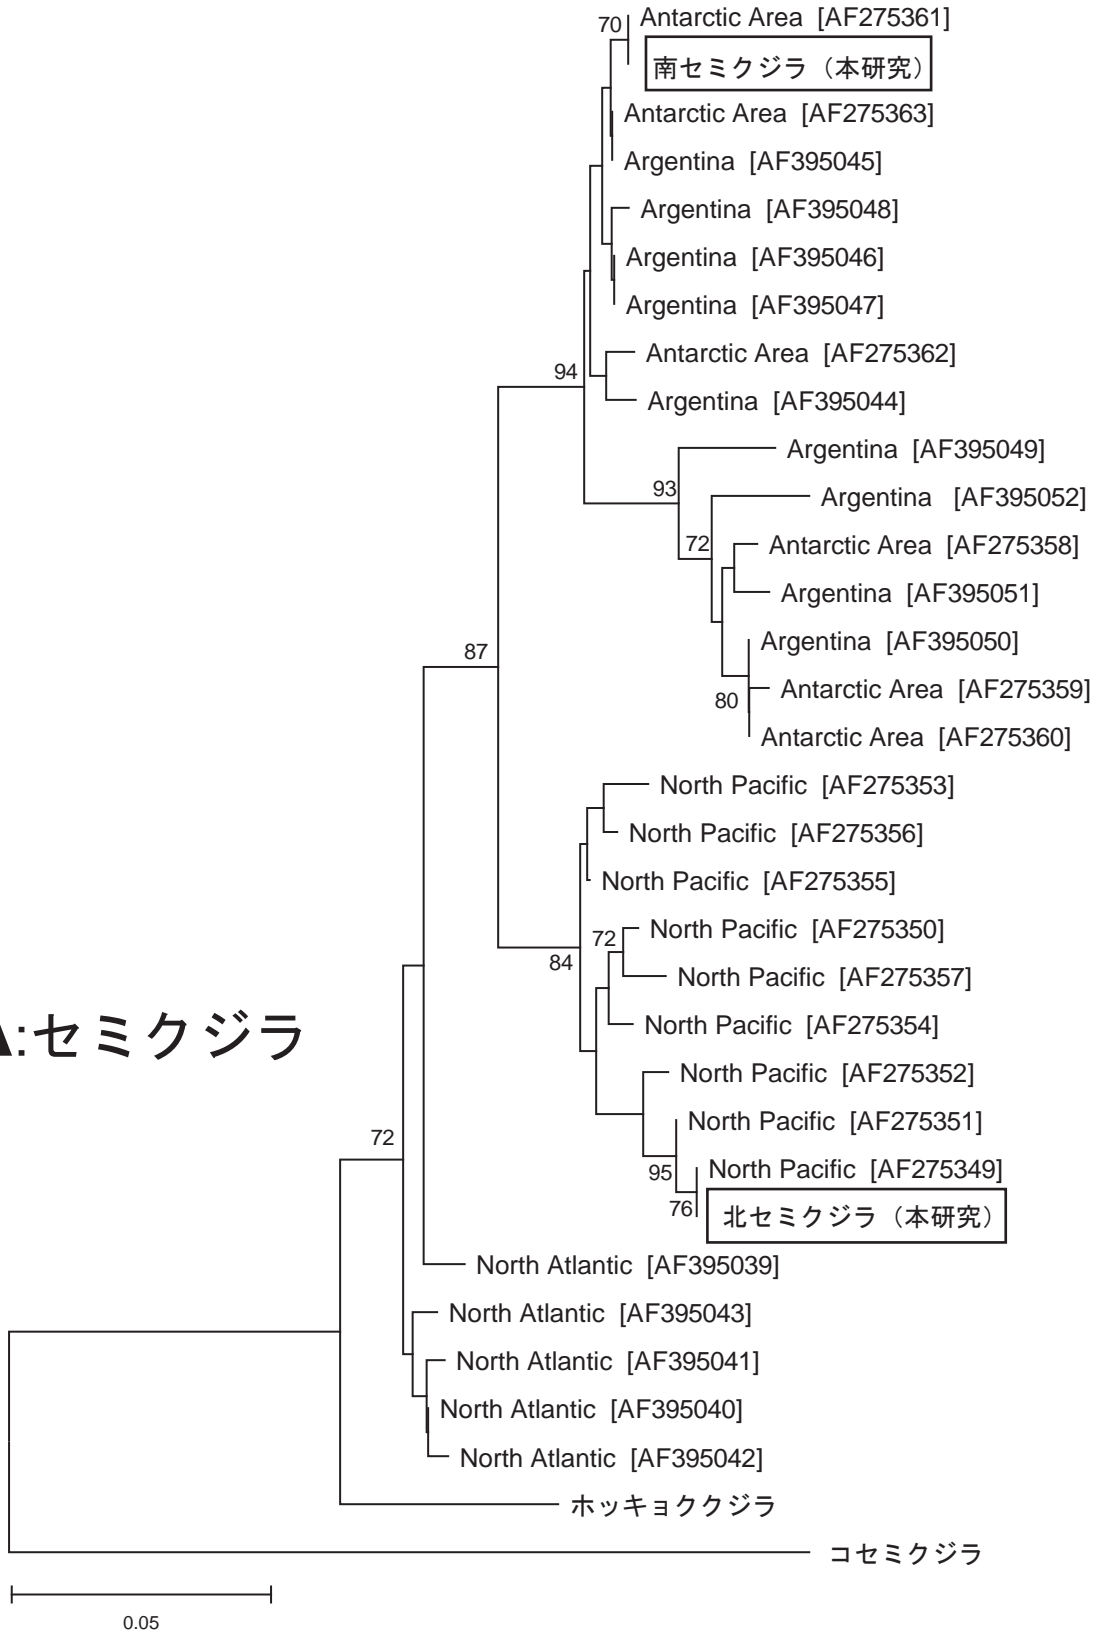 70
Antarctic Area [AF275361]
南セミクジラ（本研究）
Antarctic Area [AF275363]
Argentina [AF395045]
Argentina [AF395048]
Argentina [AF395046]
Argentina [AF395047]
Antarctic Area [AF275362]
94
Argentina [AF395044]
Argentina [AF395049]
93
Argentina [AF395052]
72
Antarctic Area [AF275358]
Argentina [AF395051]
Argentina [AF395050]
87
Antarctic Area [AF275359]
80
Antarctic Area [AF275360]
North Pacific [AF275353]
North Pacific [AF275356]
North Pacific [AF275355]
72
North Pacific [AF275350]
84
North Pacific [AF275357]
North Pacific [AF275354]
A:セミクジラ
North Pacific [AF275352]
North Pacific [AF275351]
72
95
North Pacific [AF275349]
76
北セミクジラ（本研究）
North Atlantic [AF395039]
North Atlantic [AF395043]
North Atlantic [AF395041]
North Atlantic [AF395040]
North Atlantic [AF395042]
ホッキョククジラ
コセミクジラ
0.05